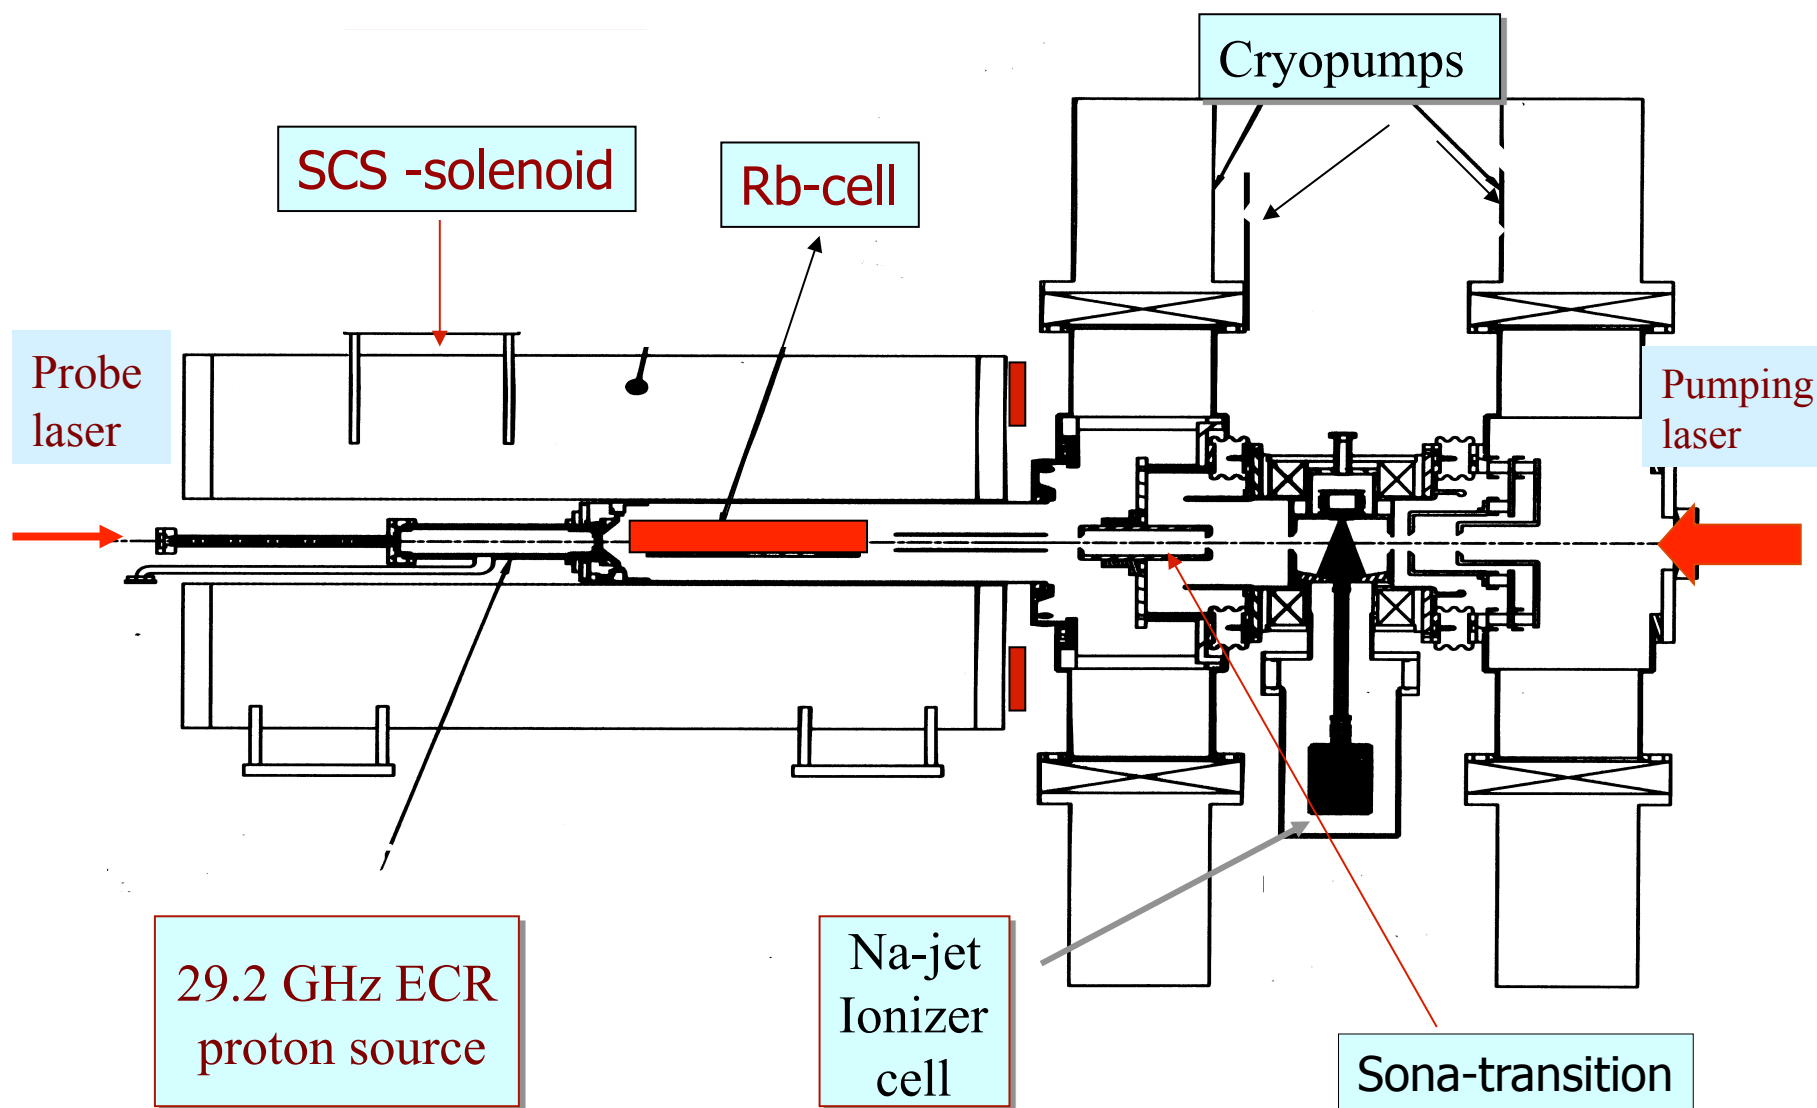 Cryopumps
SCS -solenoid
Rb-cell
Probe
laser
Pumping
laser
29.2 GHz ECR
proton source
Na-jet
Ionizer
cell
Sona-transition